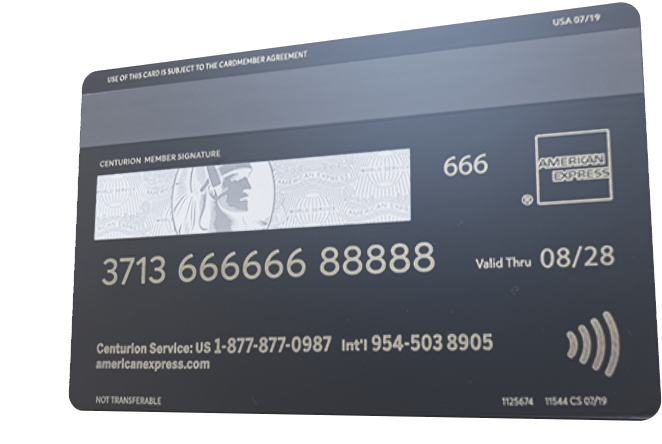 USA 07/19
USE OF THIS CARD IS SUBJECT TO THE CARDMEMBER AGREEMENT
CENTURION MEMBER SIGNATURE
666
AMERICAN
EXPRESS
®
3713 666666 88888
Valid Thru 08/28
Centurion Service: US 1-877-877-0987 Int'l 954-503 8905
americanexpress.com
NOT TRANSFERABLE
1125674 11544 CS 07/19